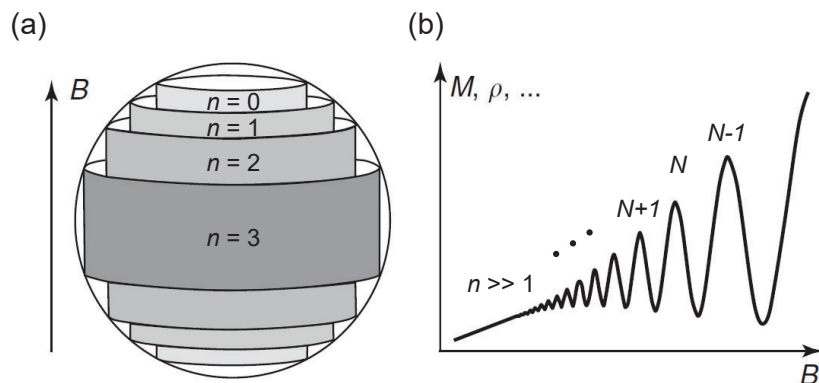 (a)
B
n = 0
n = 1
n = 2
n = 3
(b)
M, ρ, ...
N-1
N
N+1
n >> 1
B